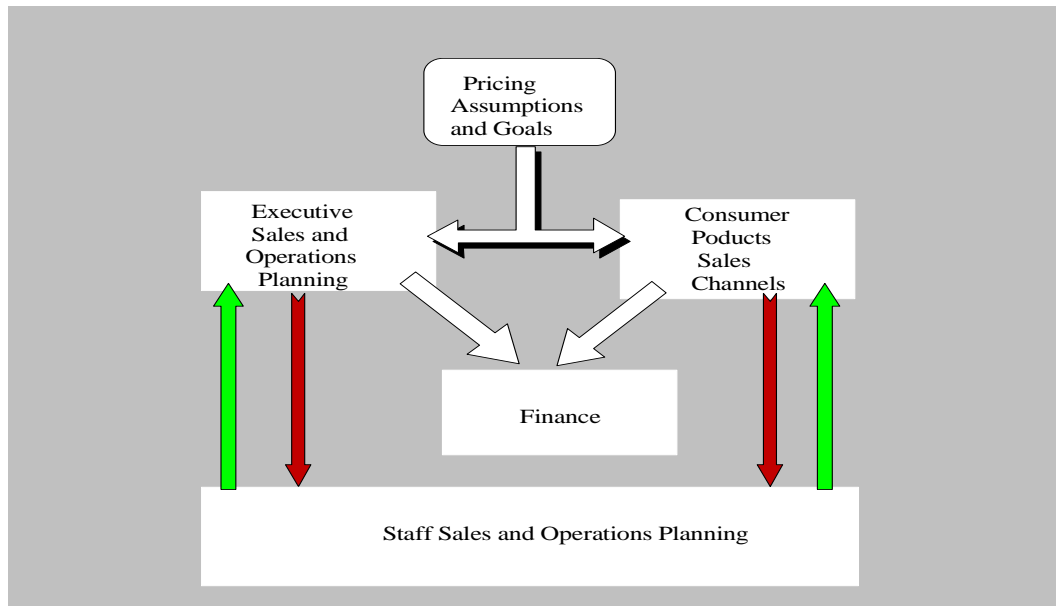 Pricing
Assumptions
and Goals
Executive
Sales and
Operations
Planning
Consumer
Poducts
Sales
Channels
Finance
Staff Sales and Operations Planning